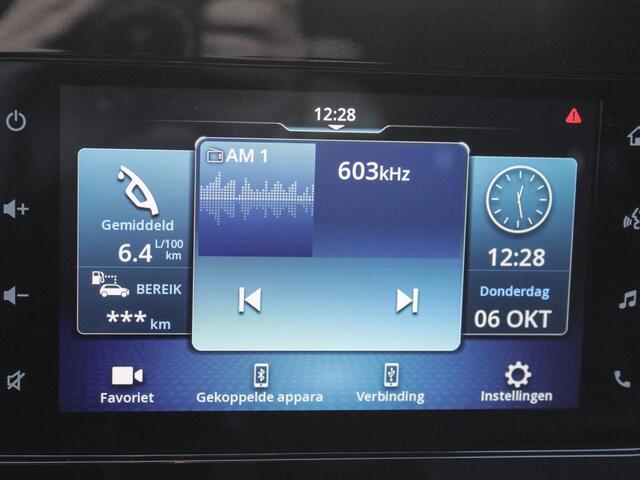 12:28
AM 1
603kHz
Gemiddeld
6.4 L/100 km
BEREIK
*** km
12:28
Donderdag
06 OKT
Favoriet
Gekoppelde appara
Verbinding
Instellingen